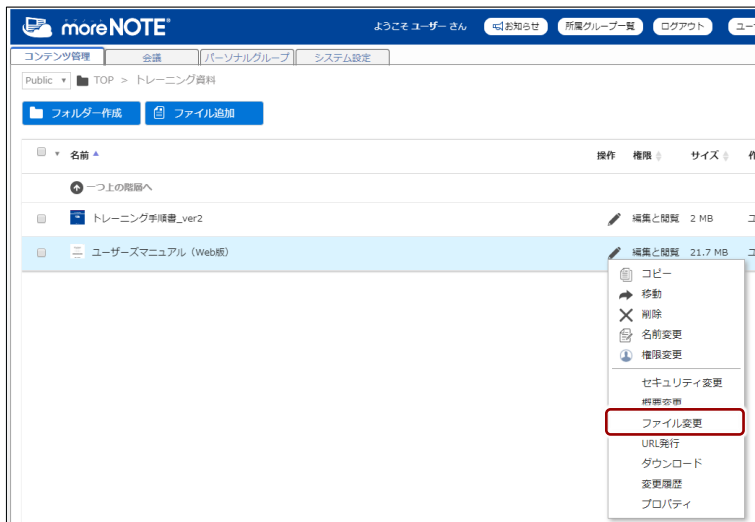 moreNOTE®
ようこそ ユーザー さん
お知らせ
所属グループ一覧
ログアウト
ユー
コンテンツ管理
会議
パーソナルグループ
システム設定
Public ▼ TOP > トレーニング資料
フォルダー作成
ファイル追加
名前 操作 権限 サイズ
一つ上の階層へ
トレーニング手順書_ver2 編集と閲覧 2 MB ユ
ユーザーズマニュアル（Web版） 編集と閲覧 21.7 MB ユ
コピー
移動
削除
名前変更
権限変更
セキュリティ変更
概要変更
ファイル変更
URL発行
ダウンロード
変更履歴
プロパティ